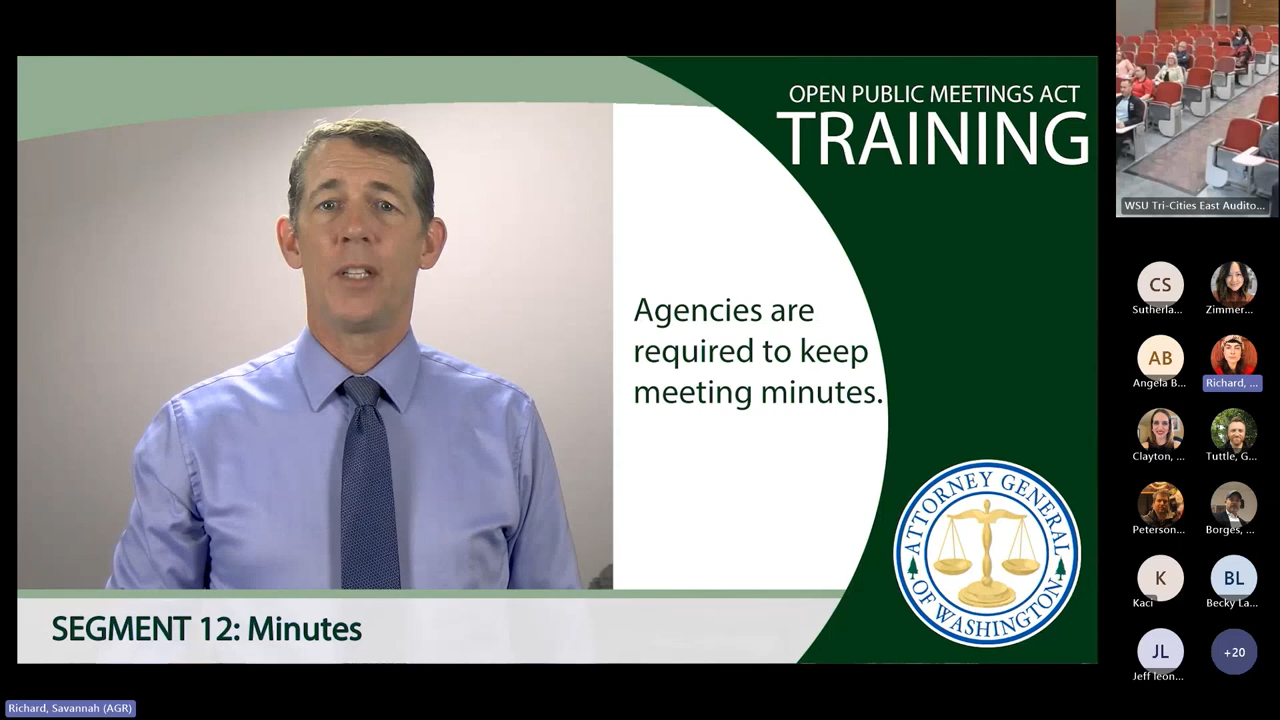 OPEN PUBLIC MEETINGS ACT
TRAINING
Agencies are
required to keep
meeting minutes.
ATTORNEY GENERAL
OF WASHINGTON
SEGMENT 12: Minutes
WSU Tri-Cities East Audito...
CS
Sutherla...
Zimmer...
AB
Angela B...
Richard, ...
Clayton, ...
Tuttle, G...
Peterson...
Borges, ...
K
Kaci
BL
Becky La...
JL
Jeff leon...
+20
Richard, Savannah (AGR)